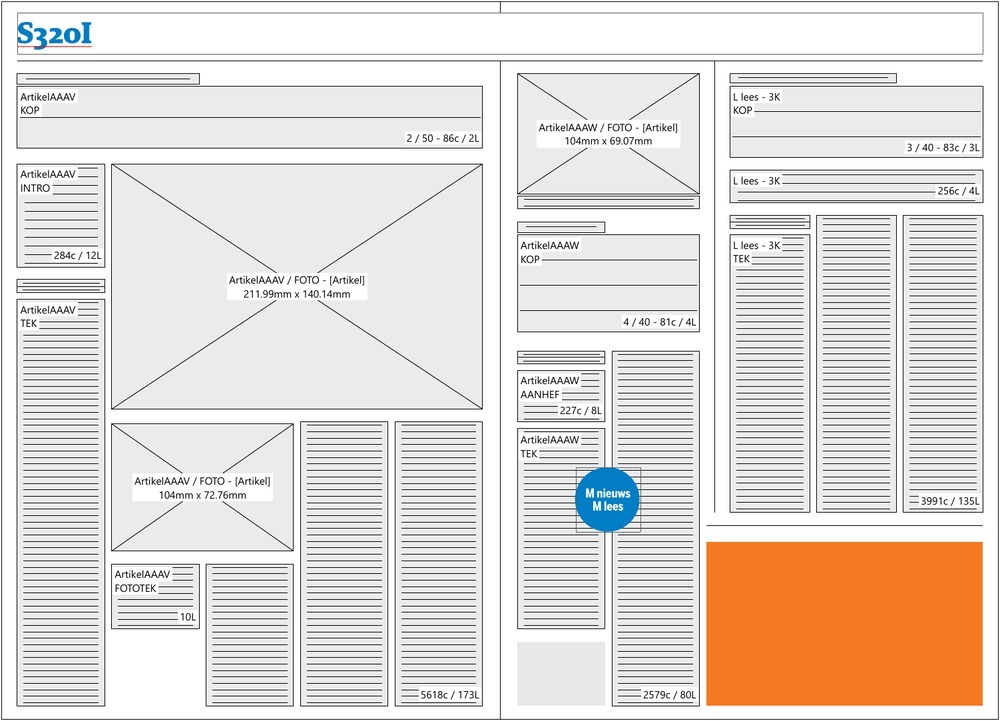 S320I
ArtikelAAAV
KOP
2 / 50 - 86c / 2L
ArtikelAAAV
INTRO
284c / 12L
ArtikelAAAV / FOTO - [Artikel]
211.99mm x 140.14mm
ArtikelAAAV
TEK
ArtikelAAAV / FOTO - [Artikel]
104mm x 72.76mm
ArtikelAAAV
FOTOTEK
10L
5618c / 173L
ArtikelAAAW / FOTO - [Artikel]
104mm x 69.07mm
ArtikelAAAW
KOP
4 / 40 - 81c / 4L
ArtikelAAAW
AANHEF
227c / 8L
ArtikelAAAW
TEK
M nieuws
M lees
2579c / 80L
L lees - 3K
KOP
3 / 40 - 83c / 3L
L lees - 3K
256c / 4L
L lees - 3K
TEK
3991c / 135L